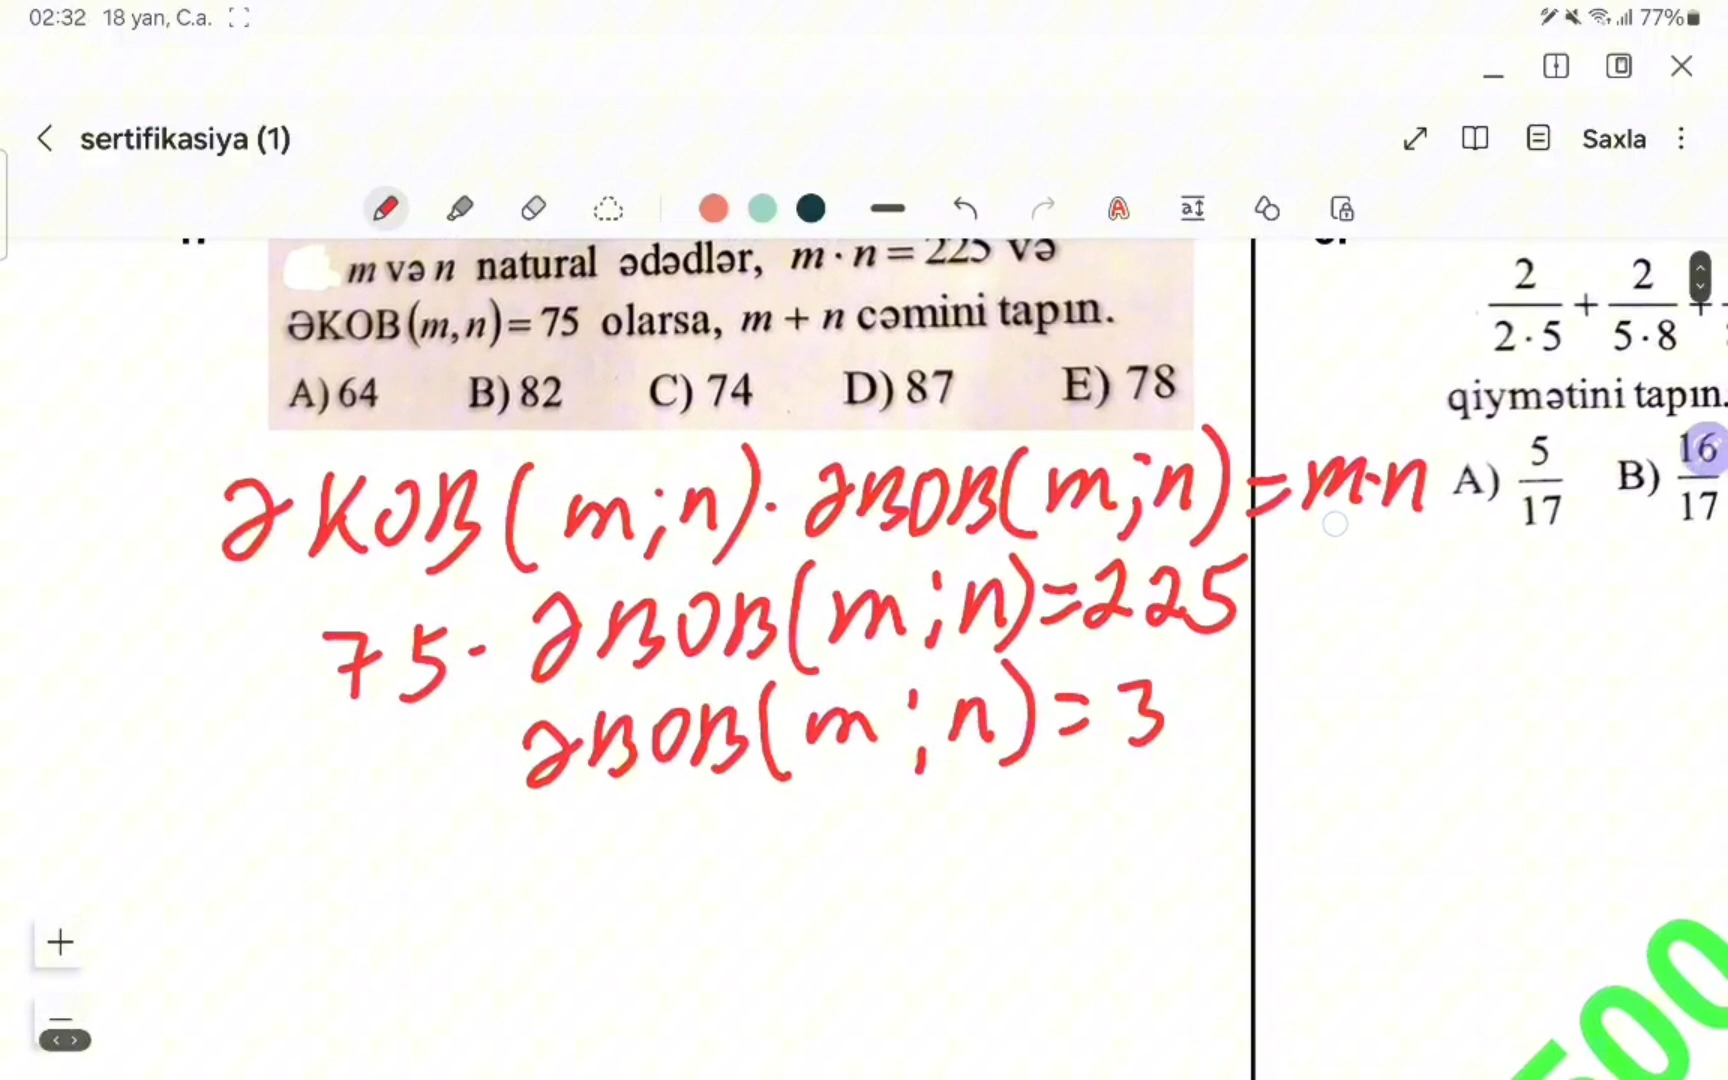 02:32 18 yan, C.a. 77%
sertifikasiya (1)
Saxla
m və n natural ədədlər, m · n = 225 və
ƏKOB(m,n)= 75 olarsa, m + n cəmini tapın.
A) 64 B) 82 C) 74 D) 87 E) 78
ƏKOB(m;n)·ƏBOB(m;n)=m·n
75·ƏBOB(m;n)=225
ƏBOB(m;n)=3
2/(2·5) + 2/(5·8) +
qiymətini tapın.
A) 5/17 B) 16/17
500